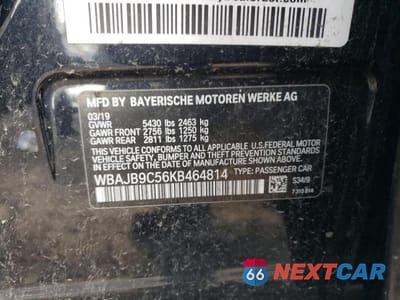 MFD BY BAYERISCHE MOTOREN WERKE AG
03/19
GVWR 5430 lbs 2463 kg
GAWR FRONT 2756 lbs 1250 kg
GAWR REAR 2811 lbs 1275 kg
THIS VEHICLE CONFORMS TO ALL APPLICABLE
U.S.FEDERAL MOTOR
VEHICLE SAFETY, BUMPER, AND THEFT PREVENTION STANDARDS
IN EFFECT ON THE DATE OF MANUFACTURE SHOWN ABOVE.
WBAJB9C56KB464814 TYPE: PASSENGER CAR
66 NEXTCAR